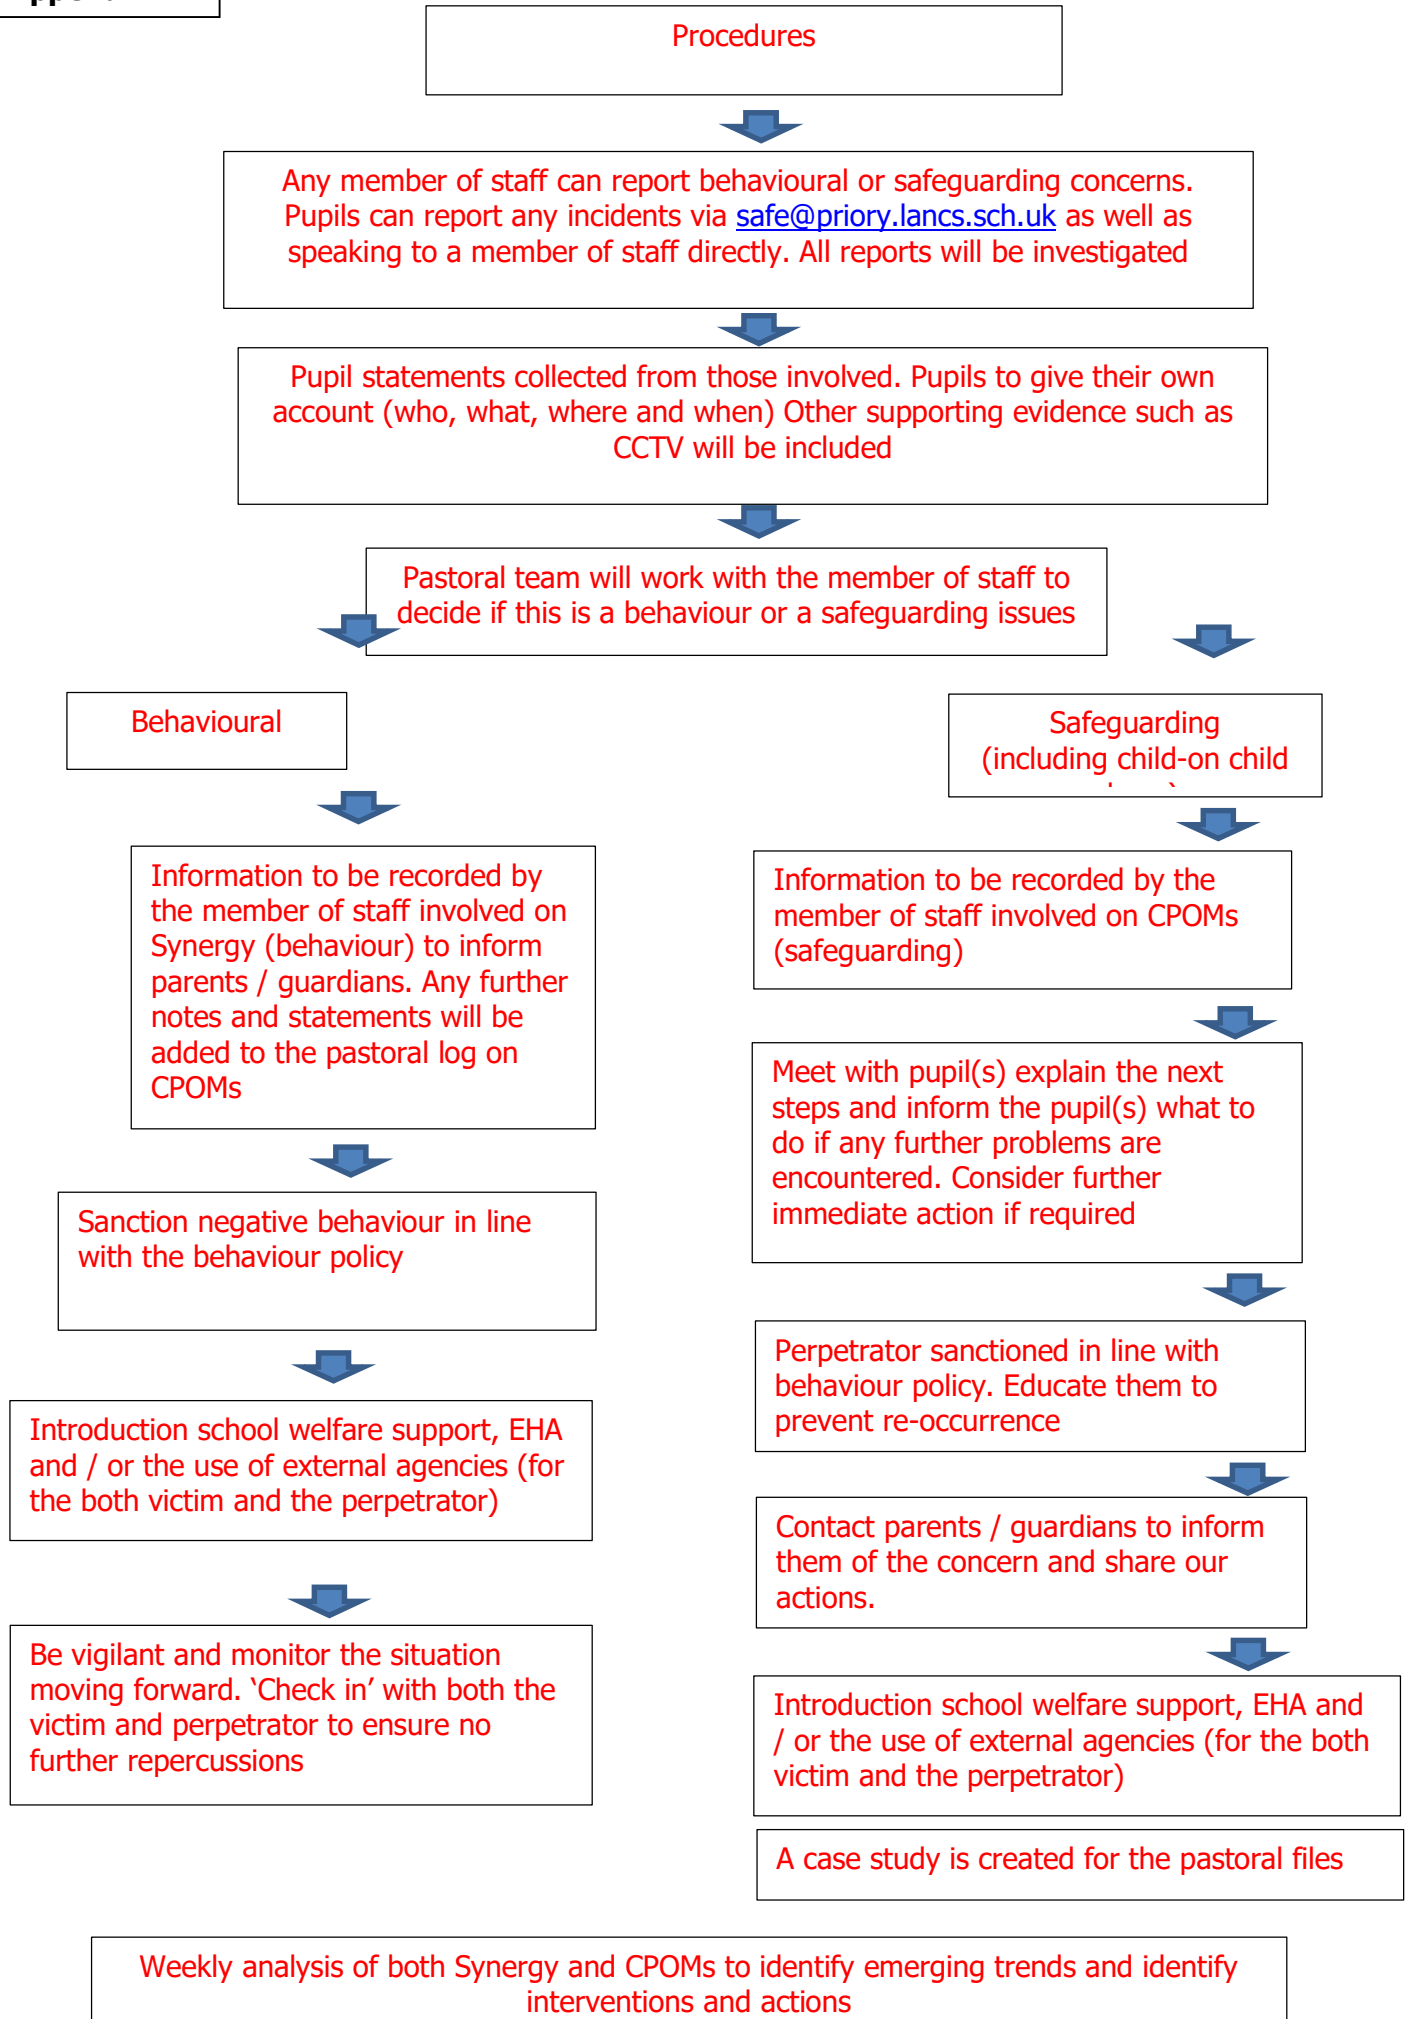 Procedures
Any member of staff can report behavioural or safeguarding concerns.
Pupils can report any incidents via safe@priory.lancs.sch.uk as well as
speaking to a member of staff directly. All reports will be investigated
Pupil statements collected from those involved. Pupils to give their own
account (who, what, where and when) Other supporting evidence such as
CCTV will be included
Pastoral team will work with the member of staff to
decide if this is a behaviour or a safeguarding issues
Behavioural
Information to be recorded by
the member of staff involved on
Synergy (behaviour) to inform
parents / guardians. Any further
notes and statements will be
added to the pastoral log on
CPOMs
Sanction negative behaviour in line
with the behaviour policy
Introduction school welfare support, EHA
and / or the use of external agencies (for
the both victim and the perpetrator)
Be vigilant and monitor the situation
moving forward. ‘Check in’ with both the
victim and perpetrator to ensure no
further repercussions
Safeguarding
(including child-on child
Information to be recorded by the
member of staff involved on CPOMs
(safeguarding)
Meet with pupil(s) explain the next
steps and inform the pupil(s) what to
do if any further problems are
encountered. Consider further
immediate action if required
Perpetrator sanctioned in line with
behaviour policy. Educate them to
prevent re-occurrence
Contact parents / guardians to inform
them of the concern and share our
actions.
Introduction school welfare support, EHA and
/ or the use of external agencies (for the both
victim and the perpetrator)
A case study is created for the pastoral files
Weekly analysis of both Synergy and CPOMs to identify emerging trends and identify
interventions and actions